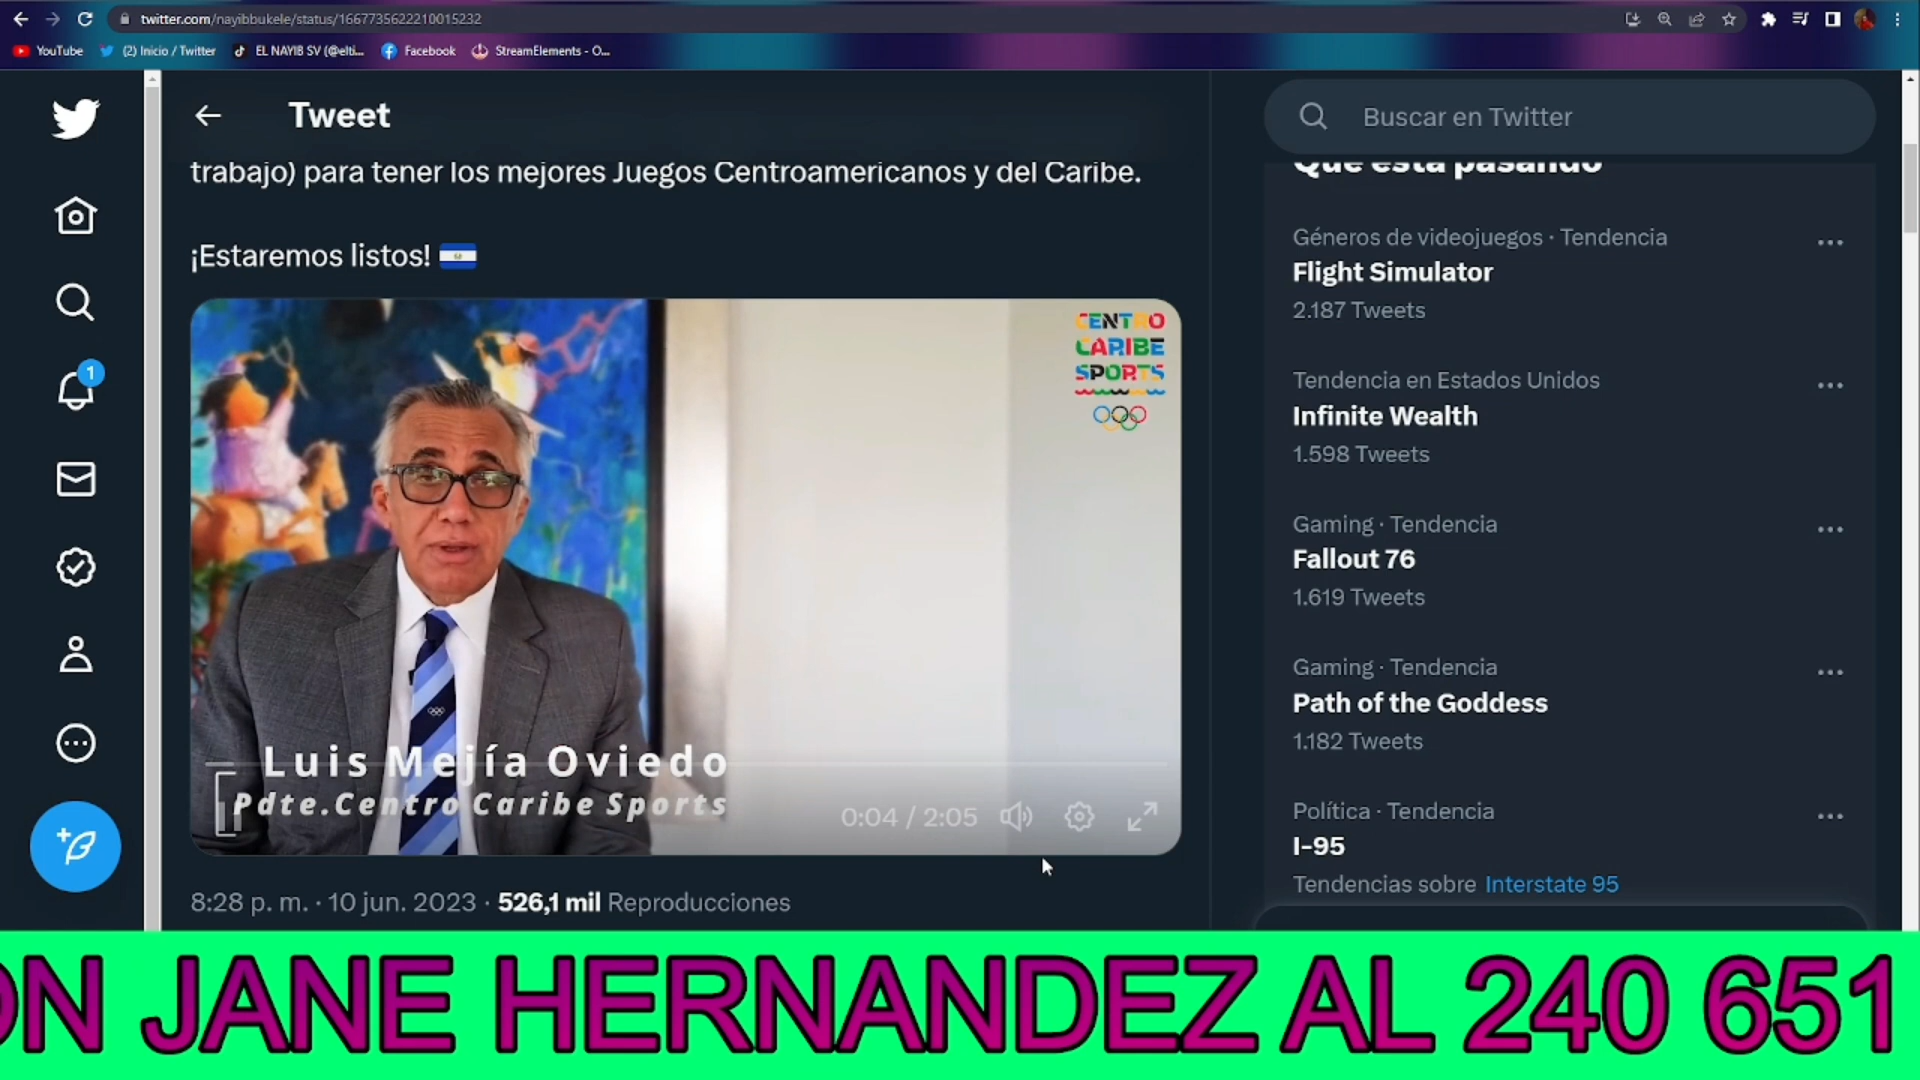 twitter.com/nayibbukele/status/1667735622210015232
YouTube
(2) Inicio / Twitter
EL NAYIB SV (@elti...
Facebook
StreamElements - O...
Tweet
trabajo) para tener los mejores Juegos Centroamericanos y del Caribe.
¡Estaremos listos!
CENTRO
CARIBE
SPORTS
Luis Mejía Oviedo
Pdte.Centro Caribe Sports
0:04 / 2:05
8:28 p. m. · 10 jun. 2023 · 526,1 mil Reproducciones
1
Buscar en Twitter
Qué está pasando
Géneros de videojuegos · Tendencia
Flight Simulator
2.187 Tweets
Tendencia en Estados Unidos
Infinite Wealth
1.598 Tweets
Gaming · Tendencia
Fallout 76
1.619 Tweets
Gaming · Tendencia
Path of the Goddess
1.182 Tweets
Política · Tendencia
I-95
Tendencias sobre Interstate 95
ON JANE HERNANDEZ AL 240 651